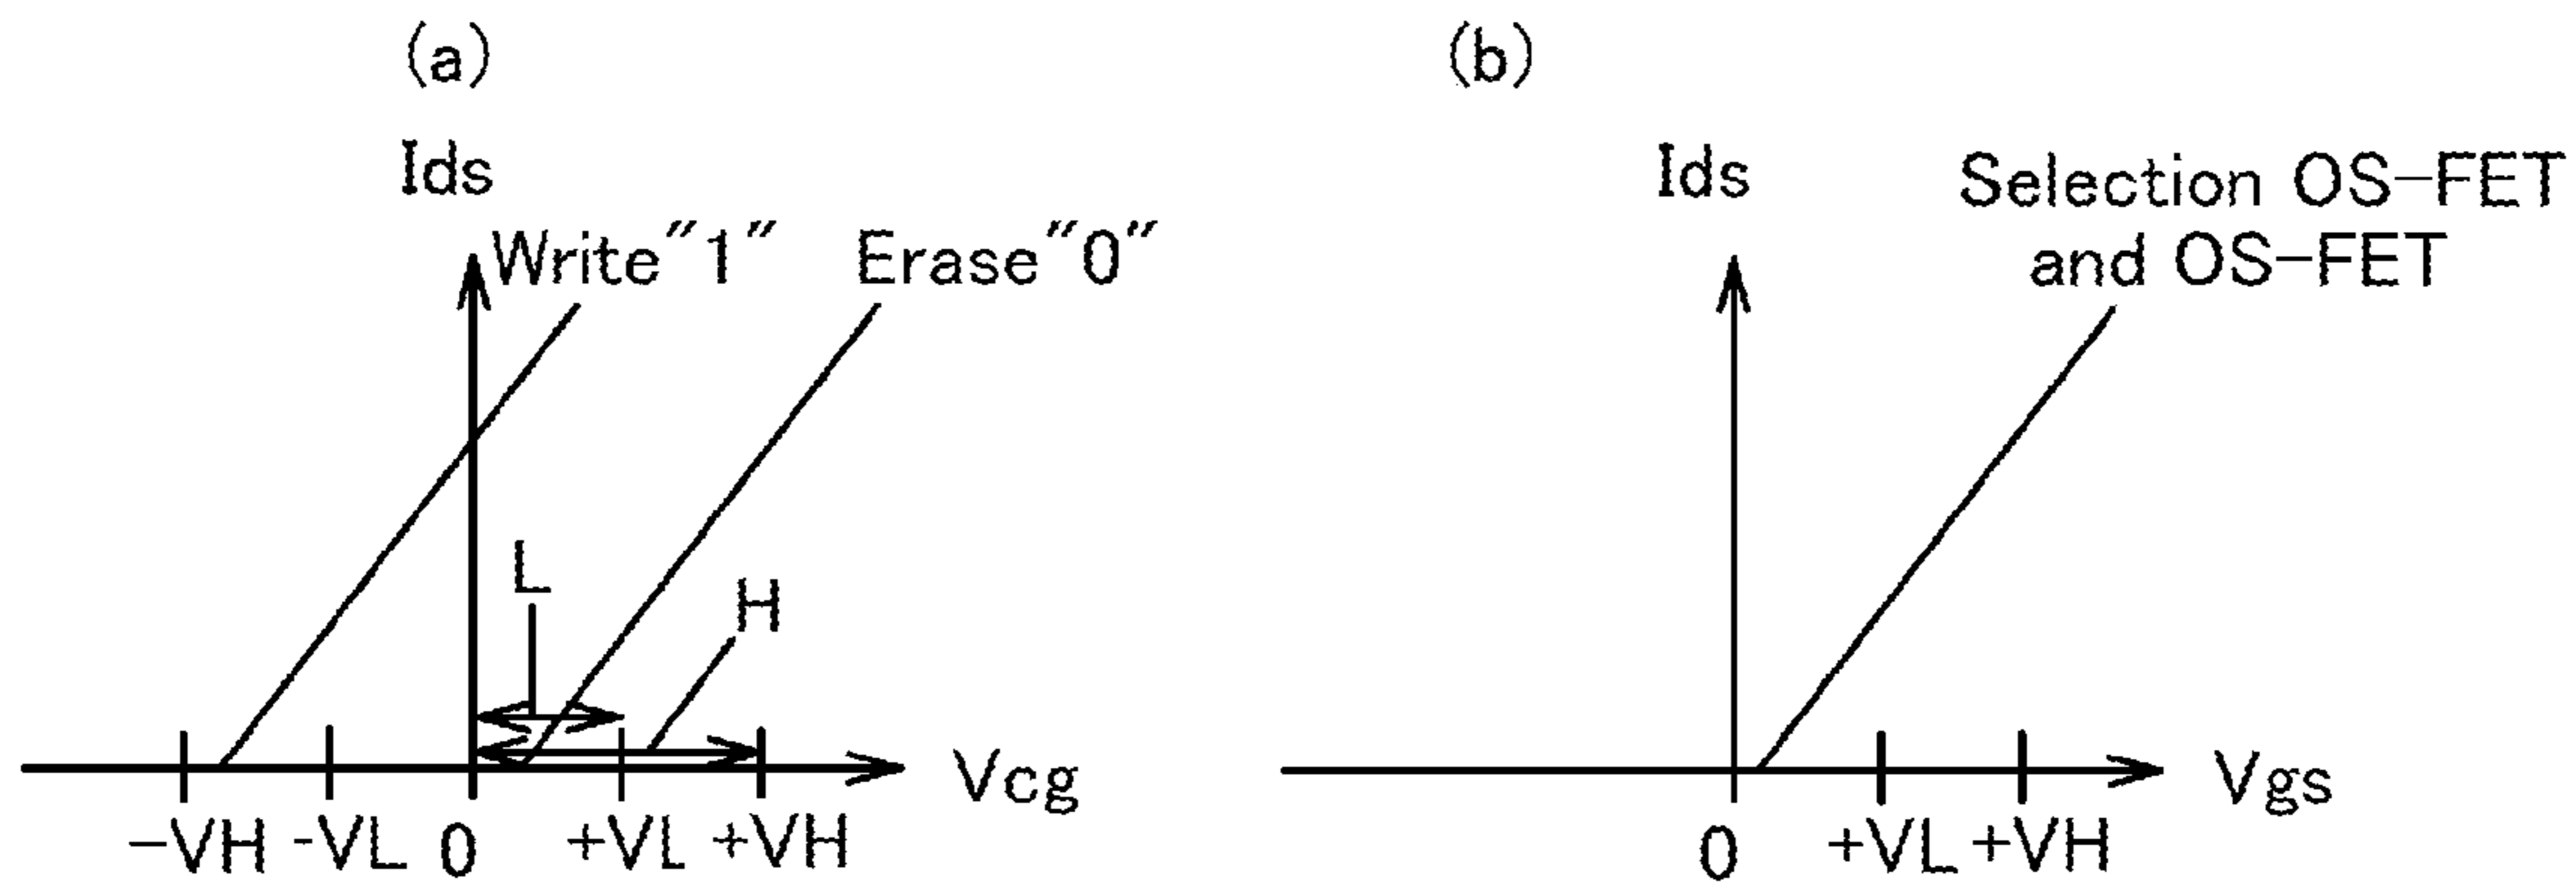 (a)
Ids
Write"1"
Erase"0"
L
H
Vcg
-VH
-VL
0
+VL
+VH
(b)
Ids
Selection OS-FET
and OS-FET
Vgs
0
+VL
+VH